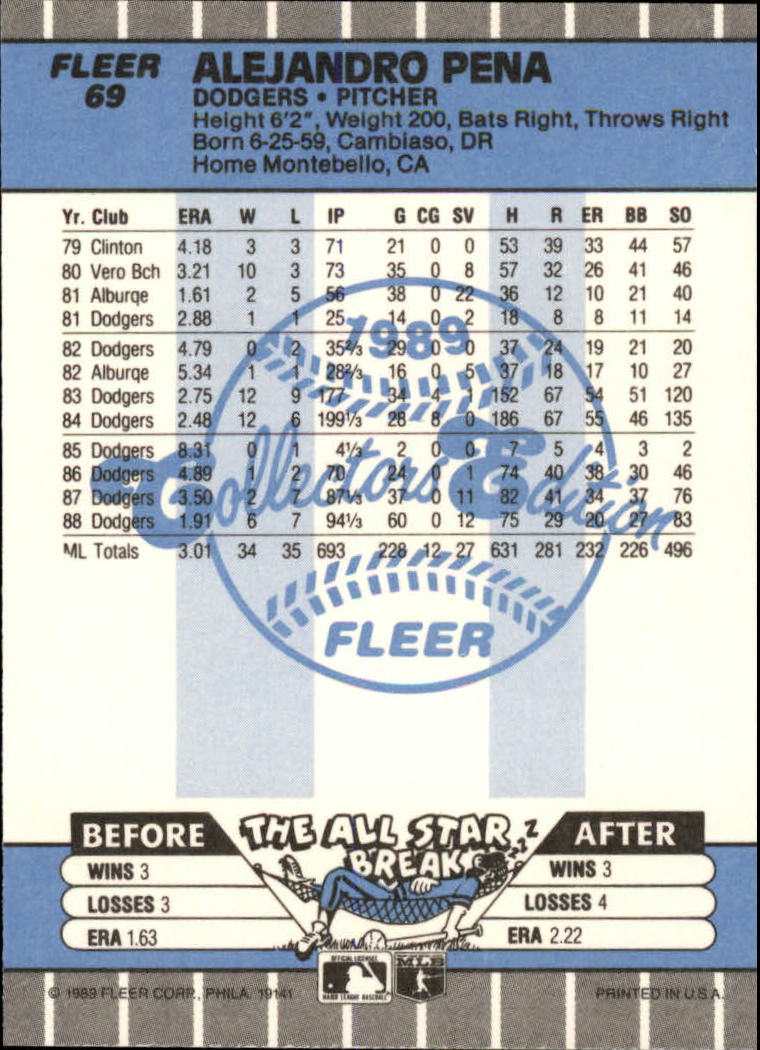 FLEER
69
ALEJANDRO PENA
DODGERS • PITCHER
Height 6'2", Weight 200, Bats Right, Throws Right
Born 6-25-59, Cambiaso, DR
Home Montebello, CA
Yr. Club ERA W L IP G CG SV H R ER BB SO
79 Clinton 4.18 3 3 71 21 0 0 53 39 33 44 57
80 Vero Bch 3.21 10 3 73 35 0 8 57 32 26 41 46
81 Alburqe 1.61 2 5 56 38 0 22 36 12 10 21 40
81 Dodgers 2.88 1 1 25 14 0 2 18 8 8 11 14
82 Dodgers 4.79 0 2 35⅔ 29 0 0 37 24 19 21 20
82 Alburqe 5.34 1 1 28⅔ 16 0 5 37 18 17 10 27
83 Dodgers 2.75 12 9 177 34 4 1 152 67 54 51 120
84 Dodgers 2.48 12 6 199⅓ 28 8 0 186 67 55 46 135
85 Dodgers 8.31 0 1 4⅓ 2 0 0 7 5 4 3 2
86 Dodgers 4.89 1 2 70 24 0 1 74 40 38 30 46
87 Dodgers 3.50 2 7 87⅓ 37 0 11 82 41 34 37 76
88 Dodgers 1.91 6 7 94⅓ 60 0 12 75 29 20 27 83
ML Totals 3.01 34 35 693 228 12 27 631 281 232 226 496
1989
Collectors Edition
FLEER
BEFORE THE ALL STAR BREAK AFTER
ZZZ
WINS 3 WINS 3
LOSSES 3 LOSSES 4
ERA 1.63 ERA 2.22
OFFICIAL LICENSEE
MAJOR LEAGUE BASEBALL
MLB
© 1989 FLEER CORP., PHILA. 19141 PRINTED IN U.S.A.